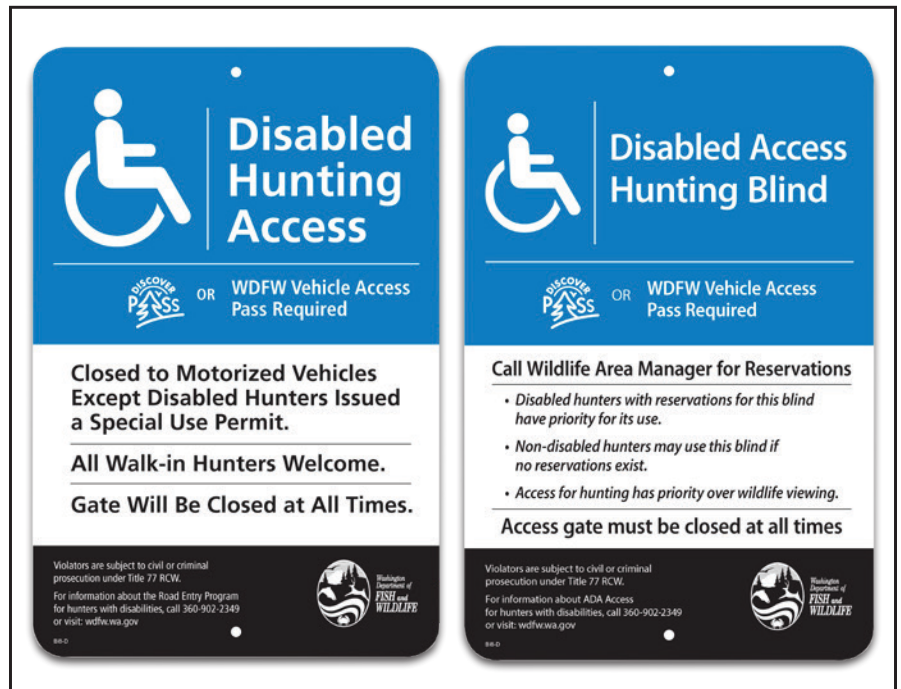 Disabled
Hunting
Access
DISCOVER
PASS
OR
WDFW Vehicle Access
Pass Required
Closed to Motorized Vehicles
Except Disabled Hunters Issued
a Special Use Permit.
All Walk-in Hunters Welcome.
Gate Will Be Closed at All Times.
Violators are subject to civil or criminal
prosecution under Title 77 RCW.
For information about the Road Entry Program
for hunters with disabilities, call 360-902-2349
or visit: wdfw.wa.gov
Washington
Department of
FISH and
WILDLIFE
Disabled Access
Hunting Blind
DISCOVER
PASS
OR
WDFW Vehicle Access
Pass Required
Call Wildlife Area Manager for Reservations
• Disabled hunters with reservations for this blind
have priority for its use.
• Non-disabled hunters may use this blind if
no reservations exist.
• Access for hunting has priority over wildlife viewing.
Access gate must be closed at all times
Violators are subject to civil or criminal
prosecution under Title 77 RCW.
For information about ADA Access
for hunters with disabilities, call 360-902-2349
or visit: wdfw.wa.gov
Washington
Department of
FISH and
WILDLIFE